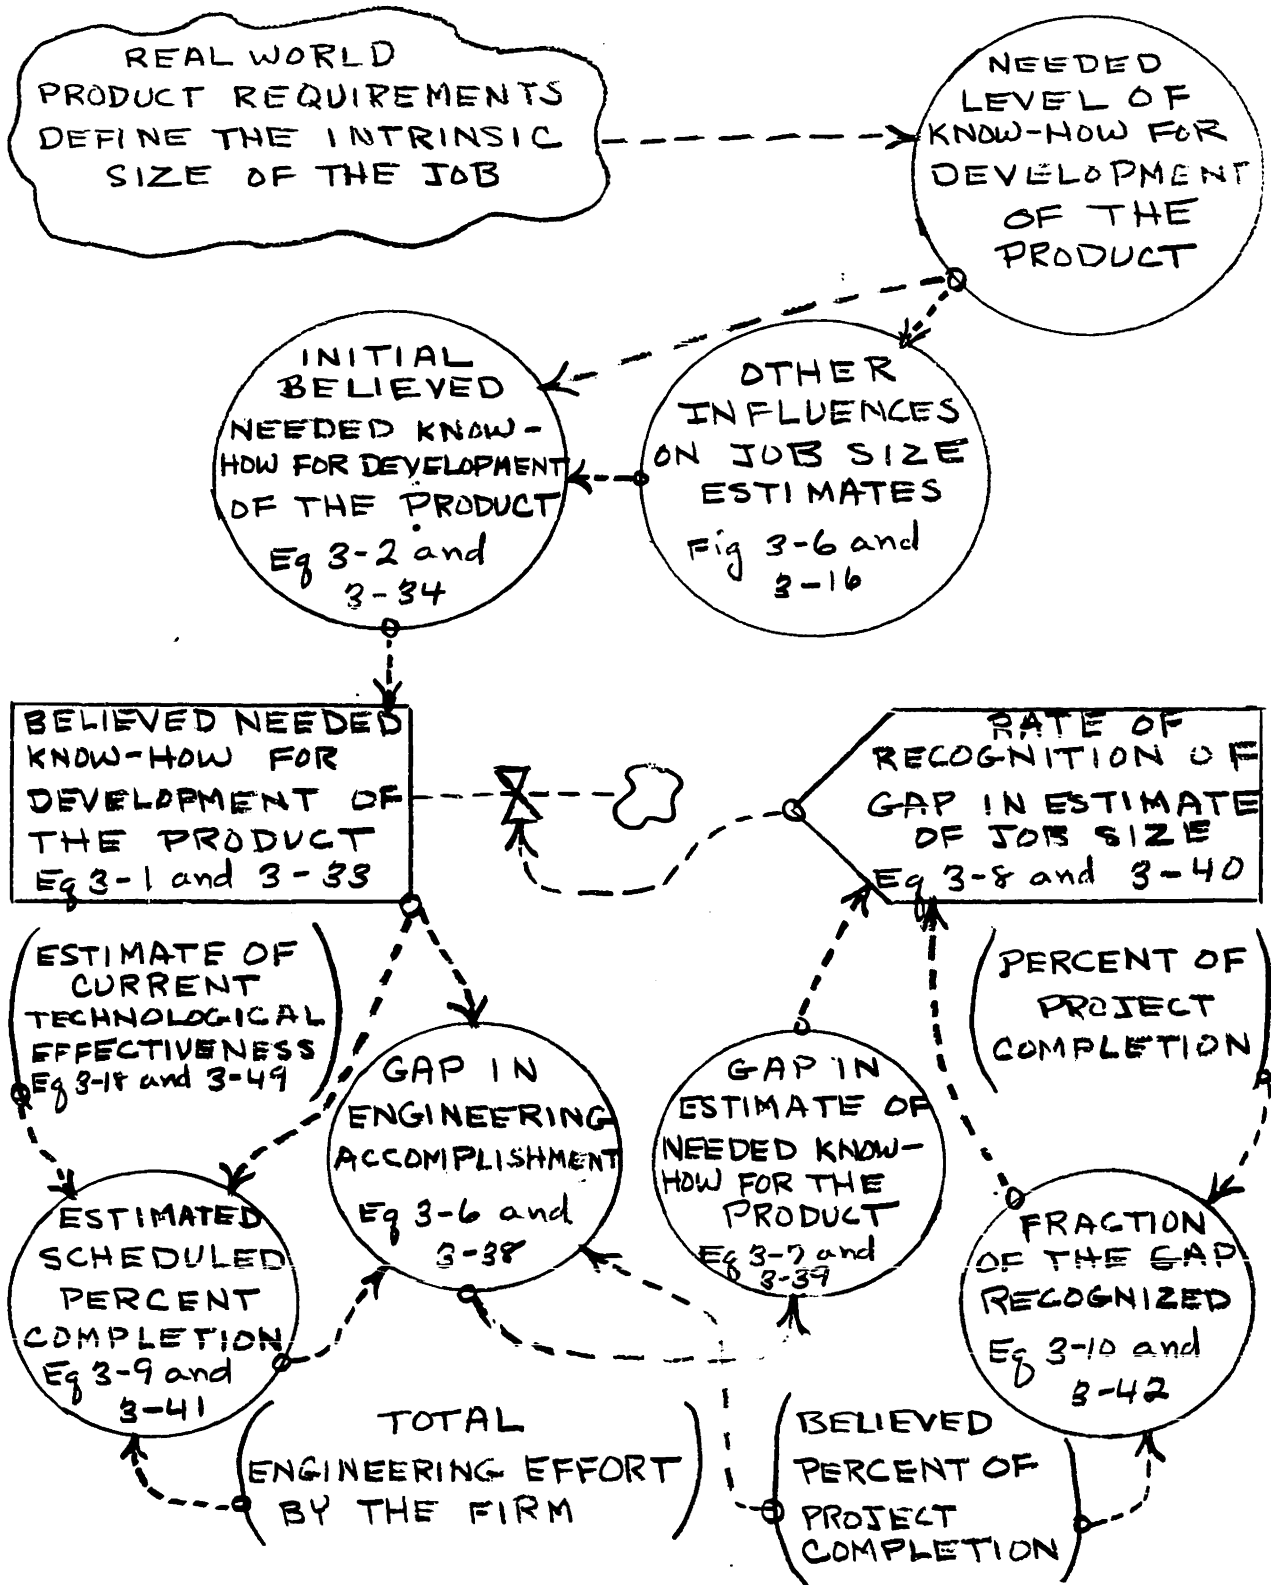 REAL WORLD
PRODUCT REQUIREMENTS
DEFINE THE INTRINSIC
SIZE OF THE JOB
NEEDED
LEVEL OF
KNOW-HOW FOR
DEVELOPMENT
OF THE
PRODUCT
INITIAL
BELIEVED
NEEDED KNOW-
HOW FOR DEVELOPMENT
OF THE PRODUCT
Eq 3-2 and
3-34
OTHER
INFLUENCES
ON JOB SIZE
ESTIMATES
Fig 3-6 and
3-16
BELIEVED NEEDED
KNOW-HOW FOR
DEVELOPMENT OF
THE PRODUCT
Eq 3-1 and 3-33
RATE OF
RECOGNITION OF
GAP IN ESTIMATE
OF JOB SIZE
Eq 3-8 and 3-40
ESTIMATE OF
CURRENT
TECHNOLOGICAL
EFFECTIVENESS
Eq 3-18 and 3-49
GAP IN
ENGINEERING
ACCOMPLISHMENT
Eq 3-6 and
3-38
GAP IN
ESTIMATE OF
NEEDED KNOW-
HOW FOR THE
PRODUCT
Eq 3-7 and
3-39
(PERCENT OF
PROJECT
COMPLETION)
ESTIMATED
SCHEDULED
PERCENT
COMPLETION
Eq 3-9 and
3-41
FRACTION
OF THE GAP
RECOGNIZED
Eq 3-10 and
3-42
(TOTAL
ENGINEERING EFFORT
BY THE FIRM)
(BELIEVED
PERCENT OF
PROJECT
COMPLETION)